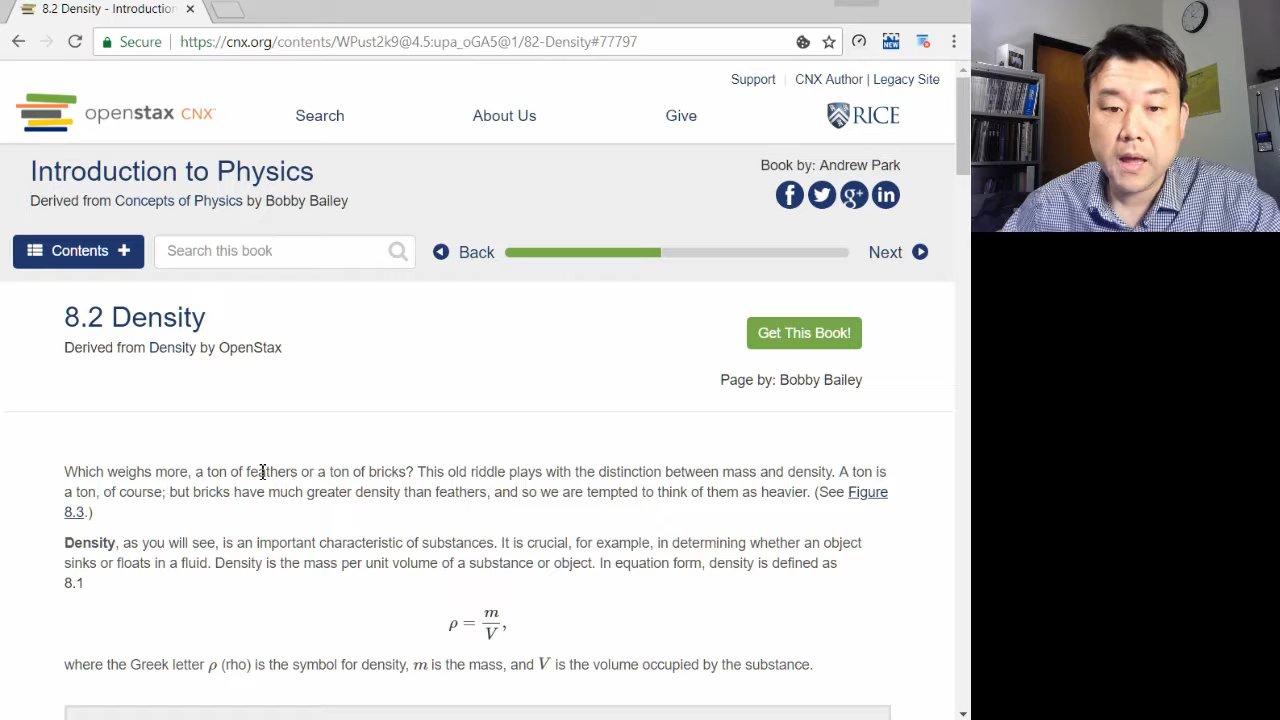 8.2 Density - Introduction
Secure
https://cnx.org/contents/WPust2k9@4.5:upa_oGA5@1/82-Density#77797
NEW
Support | CNX Author | Legacy Site
openstax CNX
Search
About Us
Give
RICE
Introduction to Physics
Derived from Concepts of Physics by Bobby Bailey
Book by: Andrew Park
f
g+
in
Contents +
Search this book
Back
Next
8.2 Density
Derived from Density by OpenStax
Get This Book!
Page by: Bobby Bailey
Which weighs more, a ton of feathers or a ton of bricks? This old riddle plays with the distinction between mass and density. A ton is
a ton, of course; but bricks have much greater density than feathers, and so we are tempted to think of them as heavier. (See Figure
8.3.)
Density, as you will see, is an important characteristic of substances. It is crucial, for example, in determining whether an object
sinks or floats in a fluid. Density is the mass per unit volume of a substance or object. In equation form, density is defined as
8.1
ρ = m/V,
where the Greek letter ρ (rho) is the symbol for density, m is the mass, and V is the volume occupied by the substance.